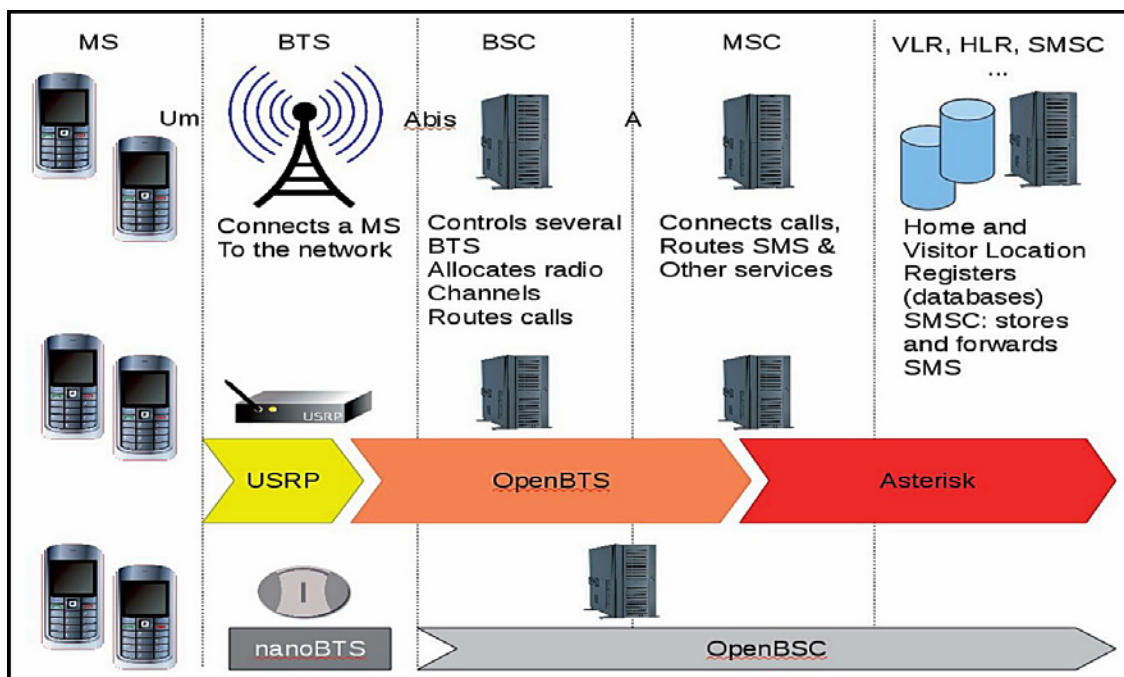 MS
BTS
BSC
MSC
VLR, HLR, SMSC
...
Um
Abis
A
Connects a MS
To the network
Controls several
BTS
Allocates radio
Channels
Routes calls
Connects calls,
Routes SMS &
Other services
Home and
Visitor Location
Registers
(databases)
SMSC: stores
and forwards
SMS
USRP
USRP
OpenBTS
Asterisk
nanoBTS
OpenBSC